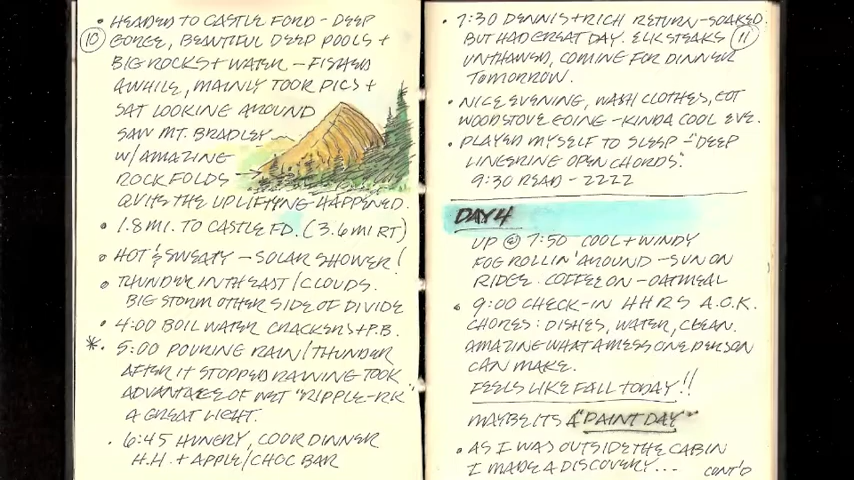 • HEADED TO CASTLE FORD - DEEP
10 GORGE, BEAUTIFUL DEEP POOLS +
BIG ROCKS + WATER - FISHED
AWHILE, MAINLY TOOK PICS +
SAT LOOKING AROUND
SAW MT. BRADLEY
W/AMAZING
ROCK FOLDS →
QUITE THE UPLIFTING HAPPENED.
• 1.8 MI. TO CASTLE FD. (3.6 MI RT)
• HOT & SWEATY - SOLAR SHOWER!
• THUNDER IN THE EAST/CLOUDS.
BIG STORM OTHER SIDE OF DIVIDE
• 4:00 BOIL WATER CRACKERS + P.B.
* • 5:00 POURING RAIN/THUNDER
AFTER IT STOPPED RAINING TOOK
ADVANTAGE OF WET "RIPPLE-RK"
A GREAT LIGHT.
• 6:45 HUNGRY, COOK DINNER
H.H. + APPLE/CHOC BAR
• 7:30 DENNIS + RICH RETURN - SOAKED
BUT HAD GREAT DAY. ELK STEAKS 11
UNTHAWED, COMING FOR DINNER
TOMORROW.
• NICE EVENING, WASH CLOTHES, GOT
WOODSTOVE GOING - KINDA COOL EVE.
• PLAYED MYSELF TO SLEEP - "DEEP
LINGERING OPEN CHORDS".
9:30 READ - ZZZZ
DAY 4
UP @ 7:50 COOL + WINDY
FOG ROLLIN' AROUND - SUN ON
RIDGE. COFFEE ON - OATMEAL
• 9:00 CHECK-IN HHRS A.O.K.
CHORES: DISHES, WATER, CLEAN.
AMAZING WHAT A MESS ONE PERSON
CAN MAKE.
FEELS LIKE FALL TODAY!!
MAYBE ITS A "PAINT DAY"
• AS I WAS OUTSIDE THE CABIN
I MADE A DISCOVERY... CONT'D